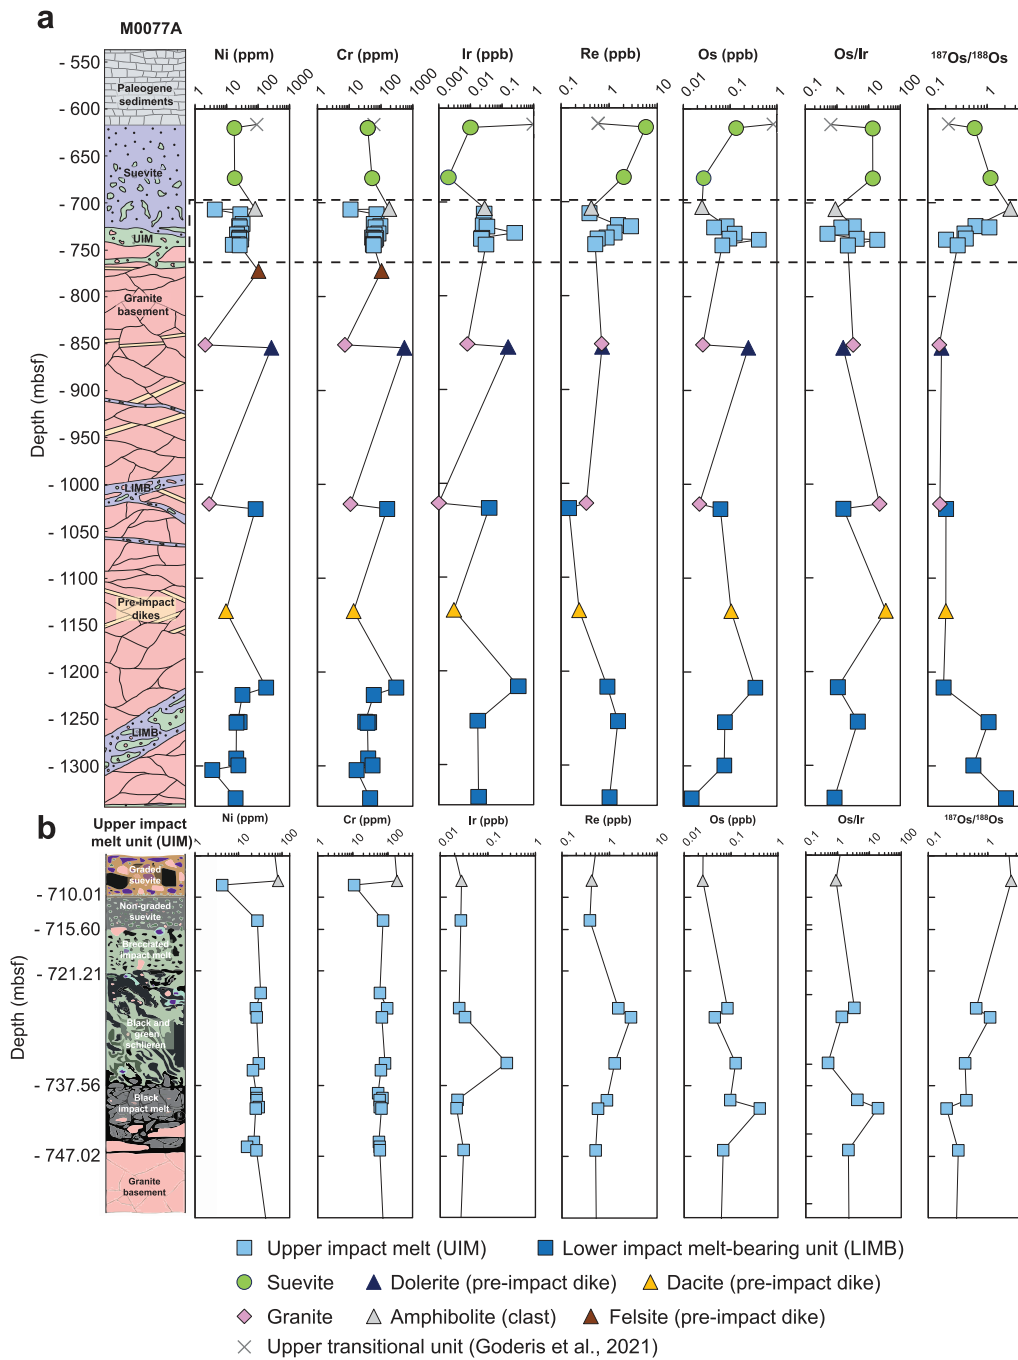 a
M0077A
Ni (ppm)
Cr (ppm)
Ir (ppb)
Re (ppb)
Os (ppb)
Os/Ir
187Os/188Os
1 10 100 1000
1 10 100 1000
0.001 0.01 0.1 1
0.1 1 10
0.01 0.1 1
0.1 1 10 100
0.1 1 10
Depth (mbsf)
- 550
- 600
- 650
- 700
- 750
- 800
- 850
- 900
- 950
- 1000
- 1050
- 1100
- 1150
- 1200
- 1250
- 1300
Paleogene
sediments
Suevite
UIM
Granite
basement
LIMB
Pre-impact
dikes
LIMB
b
Upper impact
melt unit (UIM)
Ni (ppm)
Cr (ppm)
Ir (ppb)
Re (ppb)
Os (ppb)
Os/Ir
187Os/188Os
1 10 100
1 10 100
0.01 0.1 1
0.1 1 10
0.01 0.1 1
0.1 1 10 100
0.1 1 10
Depth (mbsf)
- 710.01
- 715.60
- 721.21
- 737.56
- 747.02
Graded
suevite
Non-graded
suevite
Brecciated
impact melt
Black and
green
schlieren
Black
impact melt
Granite
basement
Upper impact melt (UIM)
Lower impact melt-bearing unit (LIMB)
Suevite
Dolerite (pre-impact dike)
Dacite (pre-impact dike)
Granite
Amphibolite (clast)
Felsite (pre-impact dike)
Upper transitional unit (Goderis et al., 2021)